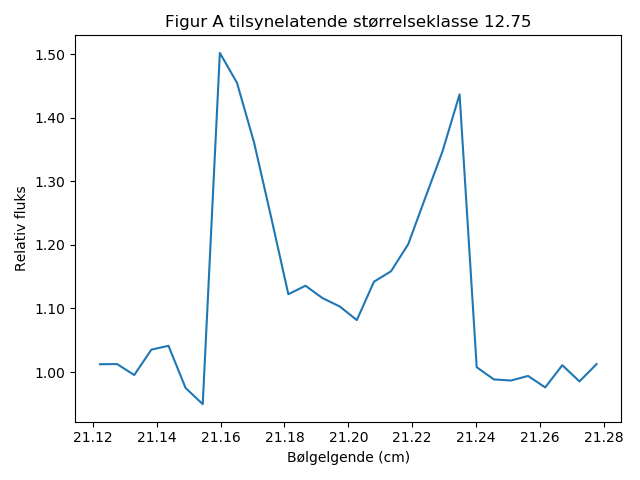 Figur A tilsynelatende størrelseklasse 12.75
1.50
1.40
1.30
1.20
1.10
1.00
Relativ fluks
21.12 21.14 21.16 21.18 21.20 21.22 21.24 21.26 21.28
Bølgelgende (cm)